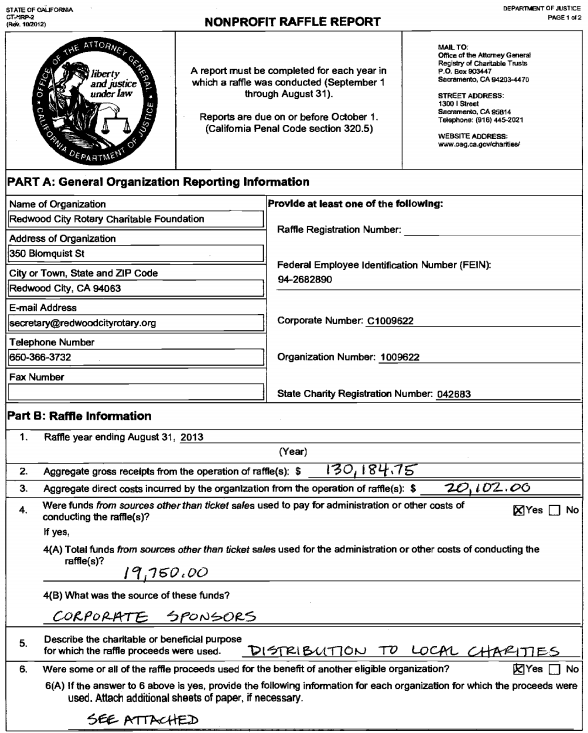 STATE OF CALIFORNIA
CT-NRP-2
(Rev. 10/2012)
NONPROFIT RAFFLE REPORT
DEPARTMENT OF JUSTICE
PAGE 1 of 2
OFFICE OF THE ATTORNEY GENERAL
CALIFORNIA DEPARTMENT OF JUSTICE
liberty
and justice
under law
A report must be completed for each year in
which a raffle was conducted (September 1
through August 31).
Reports are due on or before October 1.
(California Penal Code section 320.5)
MAIL TO:
Office of the Attorney General
Registry of Charitable Trusts
P.O. Box 903447
Sacramento, CA 94203-4470
STREET ADDRESS:
1300 I Street
Sacramento, CA 95814
Telephone: (916) 445-2021
WEBSITE ADDRESS:
www.oag.ca.gov/charities/
PART A: General Organization Reporting Information
Name of Organization
Redwood City Rotary Charitable Foundation
Address of Organization
350 Blomquist St
City or Town, State and ZIP Code
Redwood City, CA 94063
E-mail Address
secretary@redwoodcityrotary.org
Telephone Number
650-366-3732
Fax Number
Provide at least one of the following:
Raffle Registration Number:
Federal Employee Identification Number (FEIN):
94-2682890
Corporate Number: C1009622
Organization Number: 1009622
State Charity Registration Number: 042683
Part B: Raffle Information
1. Raffle year ending August 31, 2013
(Year)
2. Aggregate gross receipts from the operation of raffle(s): $ 130,184.75
3. Aggregate direct costs incurred by the organization from the operation of raffle(s): $ 20,102.00
4. Were funds from sources other than ticket sales used to pay for administration or other costs of
conducting the raffle(s)? Yes No
If yes,
4(A) Total funds from sources other than ticket sales used for the administration or other costs of conducting the
raffle(s)?
19,750.00
4(B) What was the source of these funds?
CORPORATE SPONSORS
5. Describe the charitable or beneficial purpose
for which the raffle proceeds were used. DISTRIBUTION TO LOCAL CHARITIES
6. Were some or all of the raffle proceeds used for the benefit of another eligible organization? Yes No
6(A) If the answer to 6 above is yes, provide the following information for each organization for which the proceeds were
used. Attach additional sheets of paper, if necessary.
SEE ATTACHED